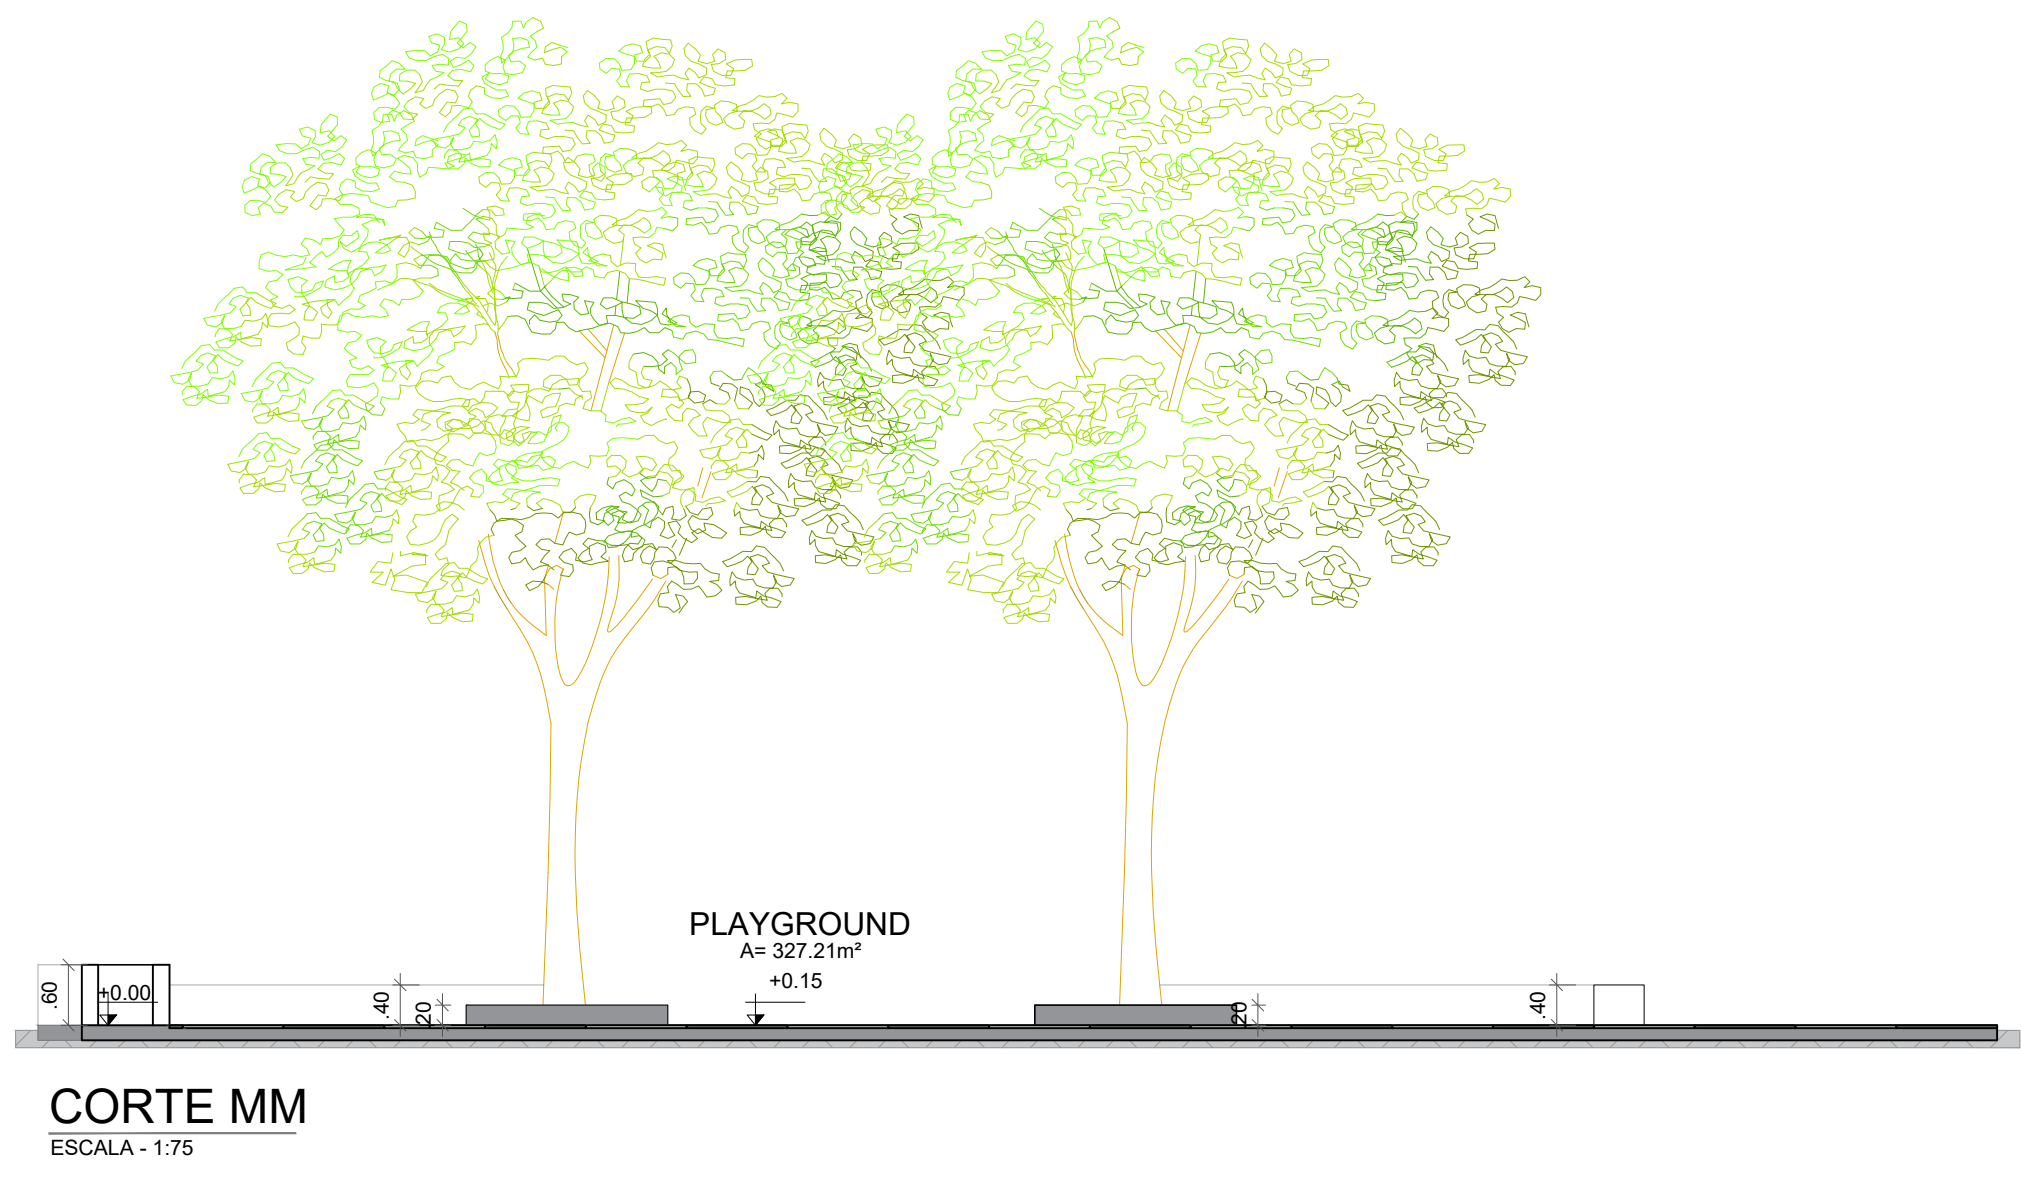 PLAYGROUND
A= 327.21m²
+0.15
.60
+0.00
.40
.20
.20
.40
CORTE MM
ESCALA - 1:75